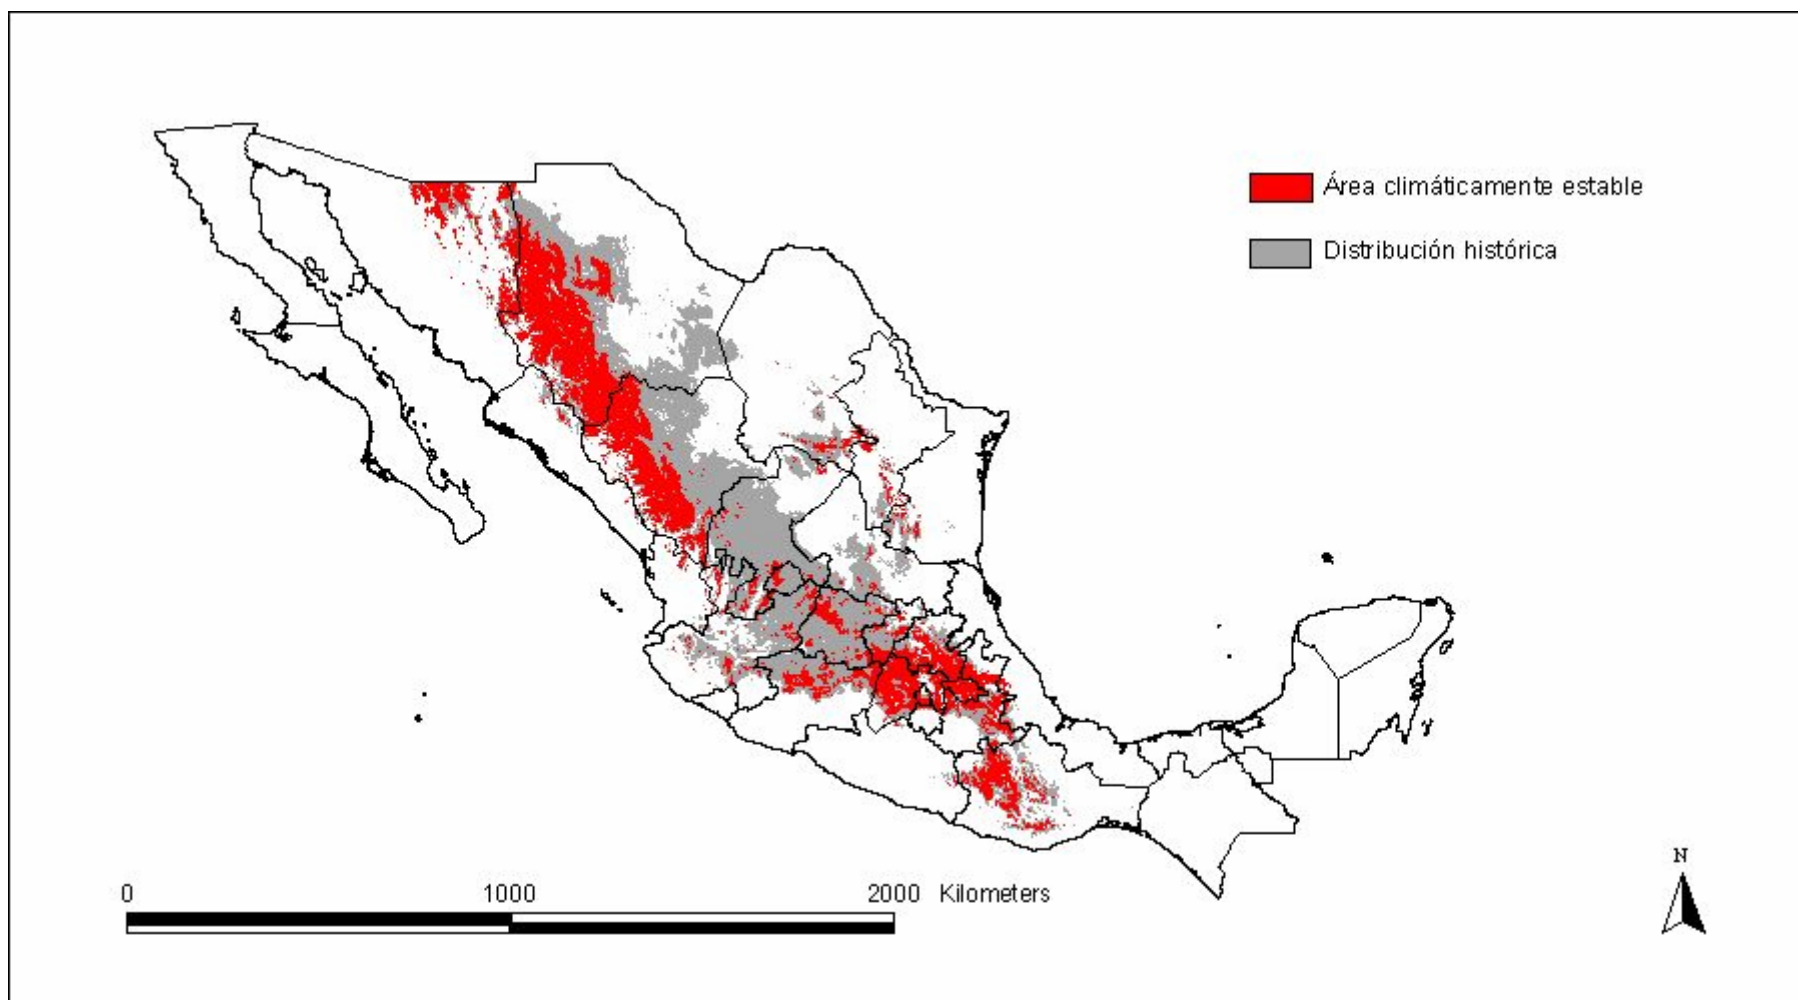 Área climáticamente estable
Distribución histórica
0 1000 2000 Kilometers
N